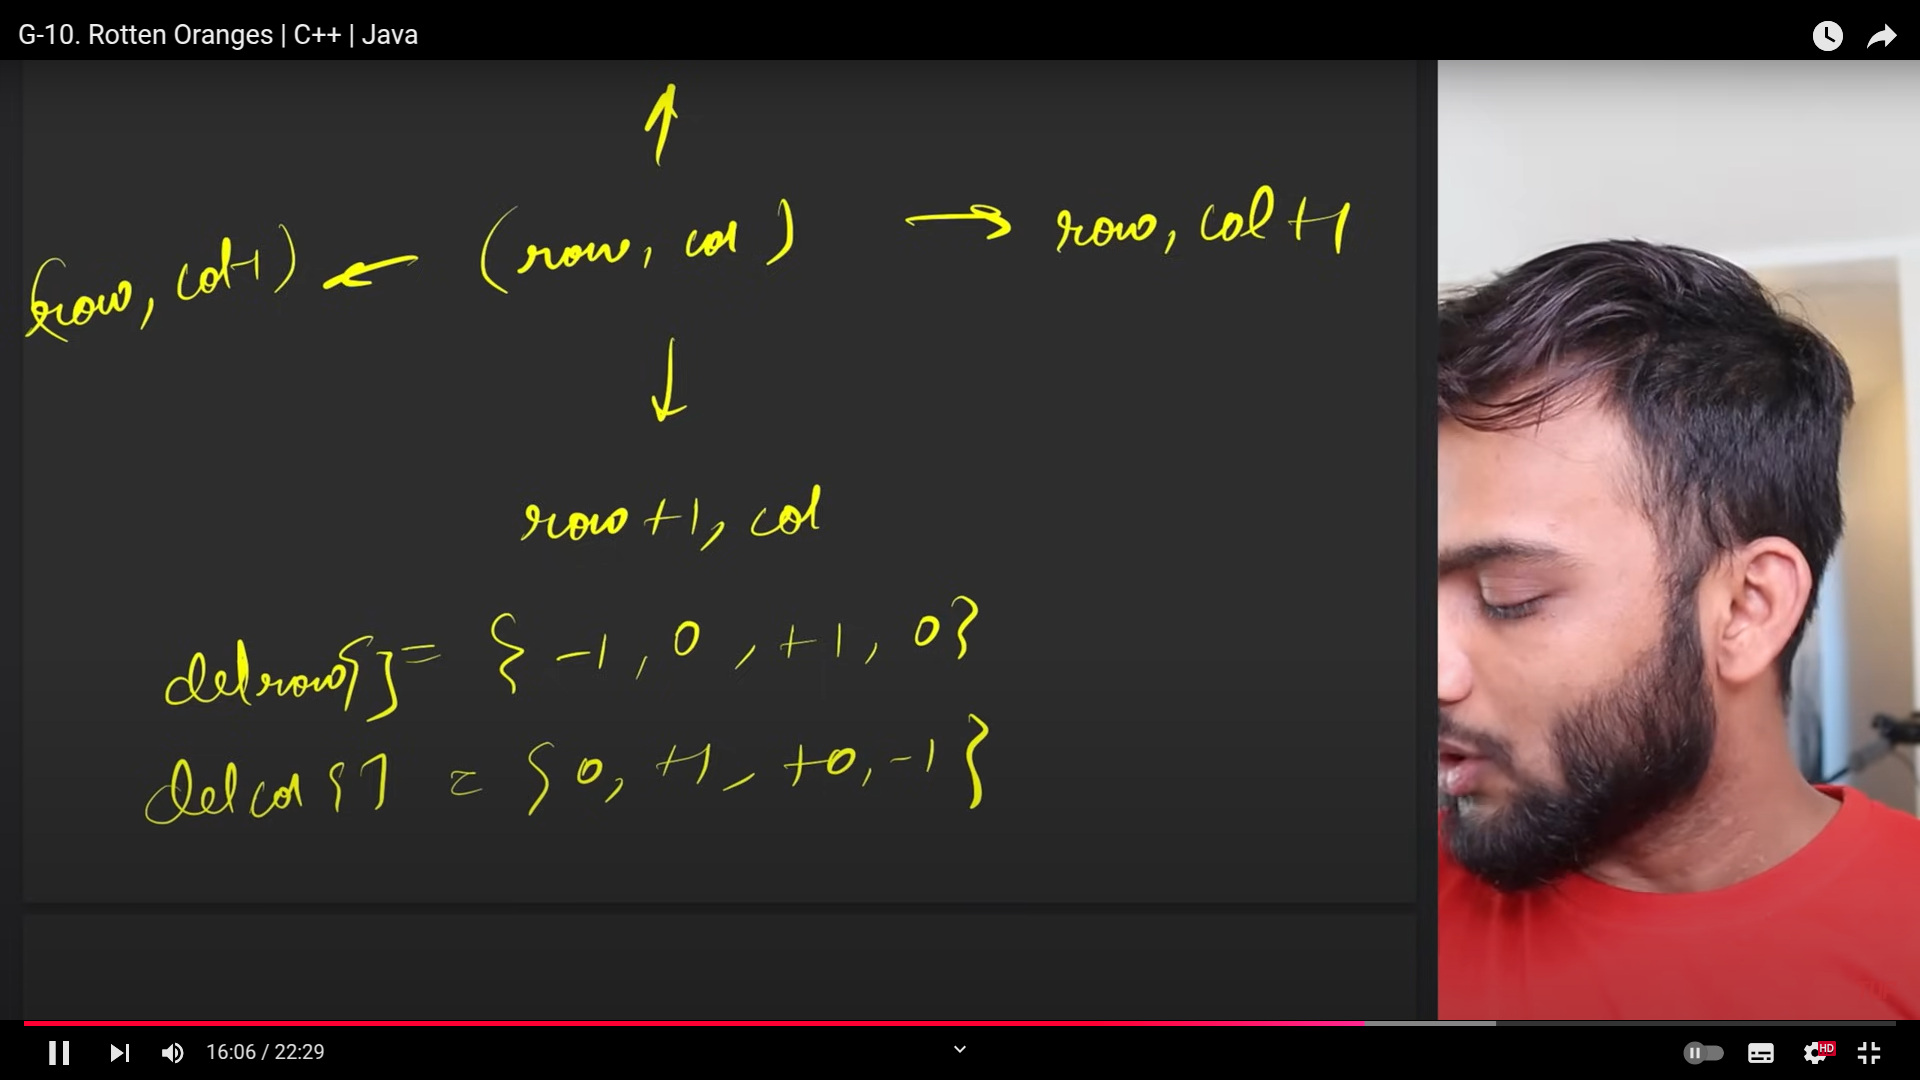 G-10. Rotten Oranges | C++ | Java
(row, col-1) ← (row, col) → row, col+1
row+1, col
delrow[] = { -1, 0, +1, 0}
delcol[] = {0, +1, +0, -1}
16:06 / 22:29
HD